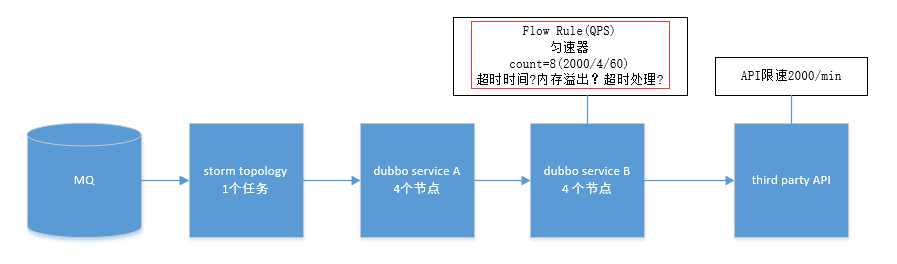 Flow Rule(QPS)
匀速器
count=8(2000/4/60)
超时时间?内存溢出? 超时处理?
API限速2000/min
MQ
storm topology
1个任务
dubbo service A
4个节点
dubbo service B
4 个节点
third party API